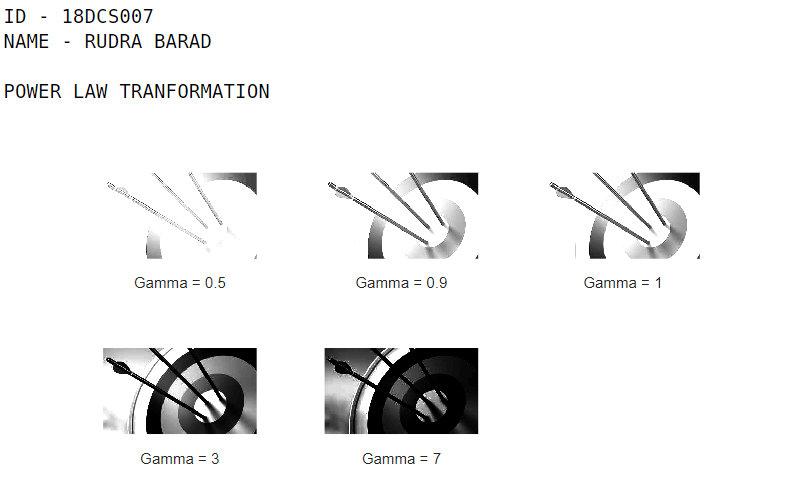 ID - 18DCS007
NAME - RUDRA BARAD
POWER LAW TRANFORMATION
Gamma = 0.5
Gamma = 0.9
Gamma = 1
Gamma = 3
Gamma = 7